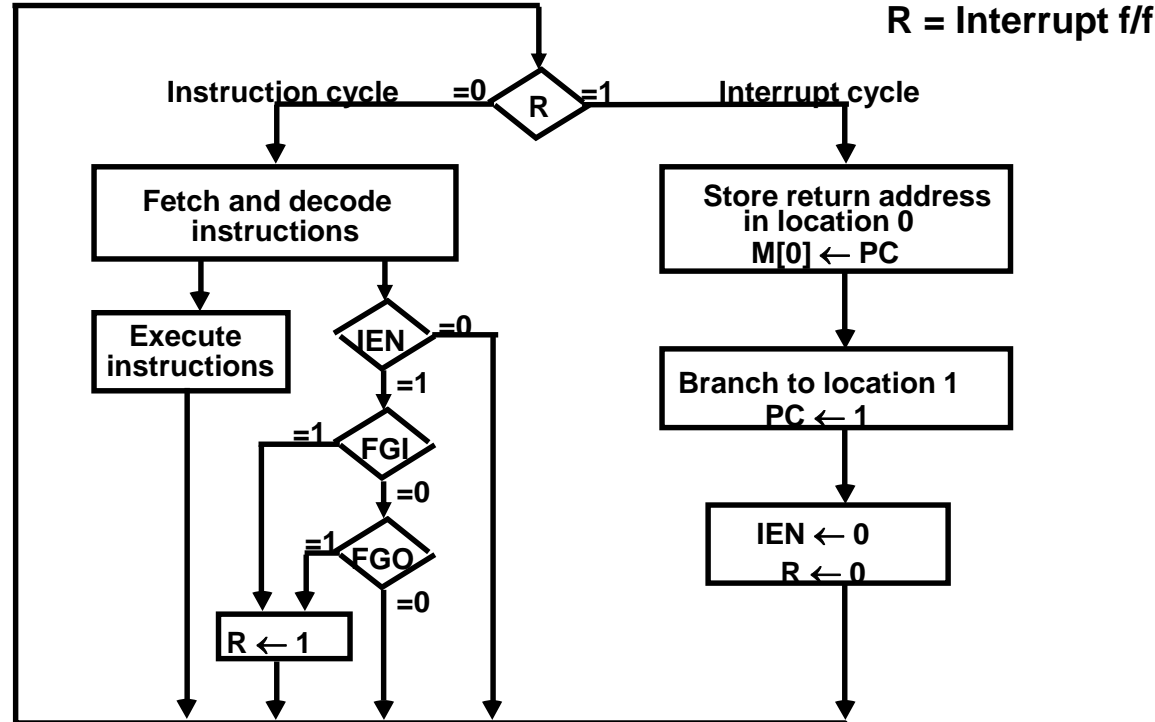 R = Interrupt f/f
Instruction cycle
=0
R
=1
Interrupt cycle
Fetch and decode
instructions
Store return address
in location 0
M[0] ← PC
Execute
instructions
IEN
=0
=1
Branch to location 1
PC ← 1
=1
FGI
=0
=1
FGO
=0
IEN ← 0
R ← 0
R ← 1